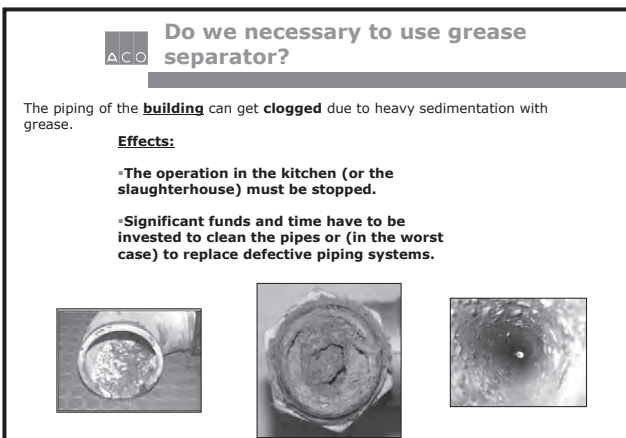 ACO
Do we necessary to use grease
separator?
The piping of the building can get clogged due to heavy sedimentation with
grease.
Effects:
▪The operation in the kitchen (or the
slaughterhouse) must be stopped.
▪Significant funds and time have to be
invested to clean the pipes or (in the worst
case) to replace defective piping systems.